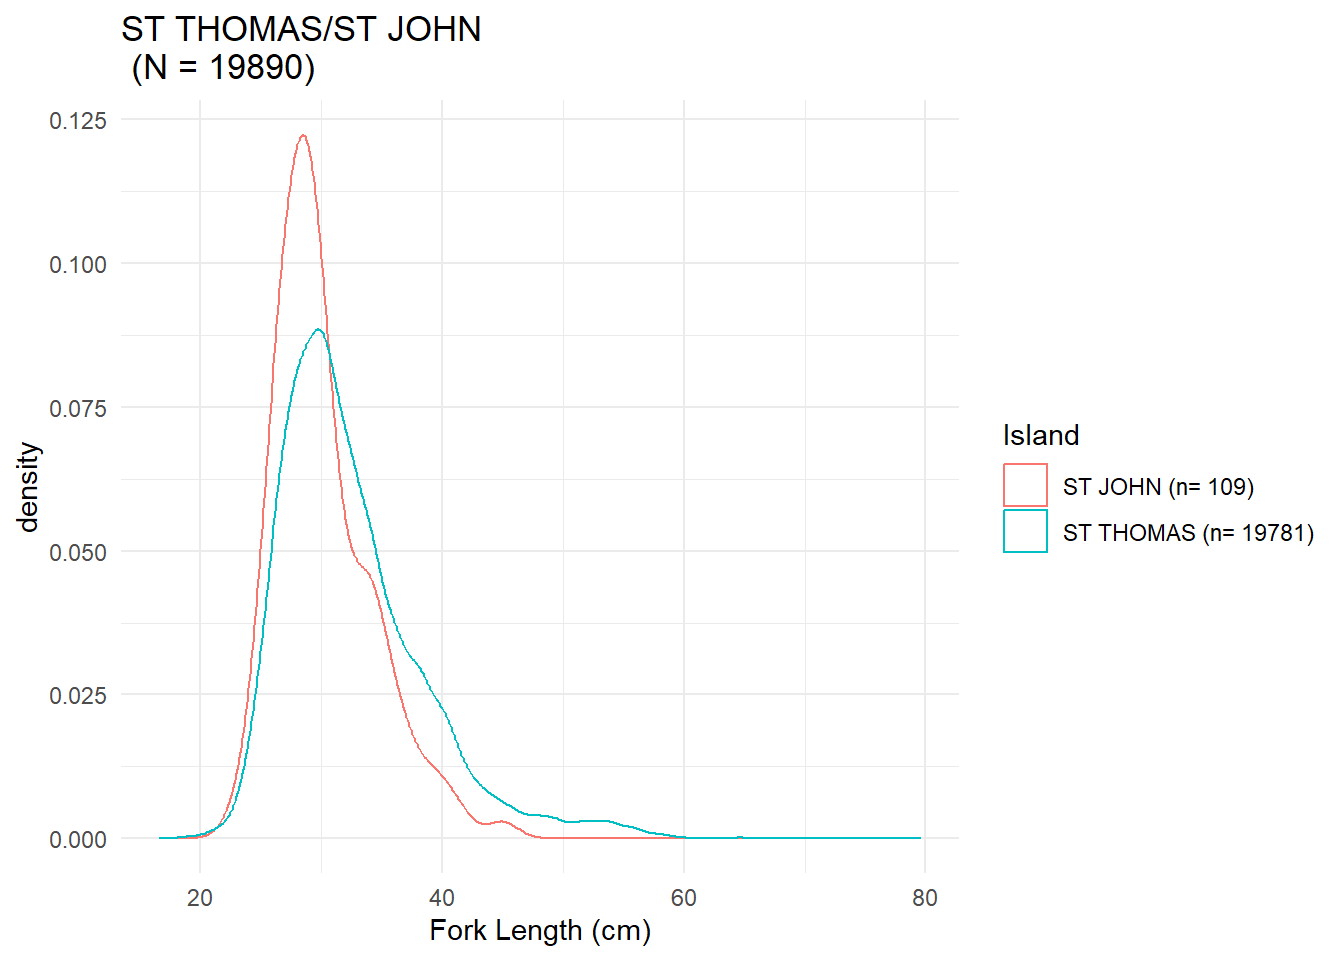 ST THOMAS/ST JOHN
(N = 19890)
0.125
0.100
0.075
0.050
0.025
0.000
density
20 40 60 80
Fork Length (cm)
Island
ST JOHN (n= 109)
ST THOMAS (n= 19781)